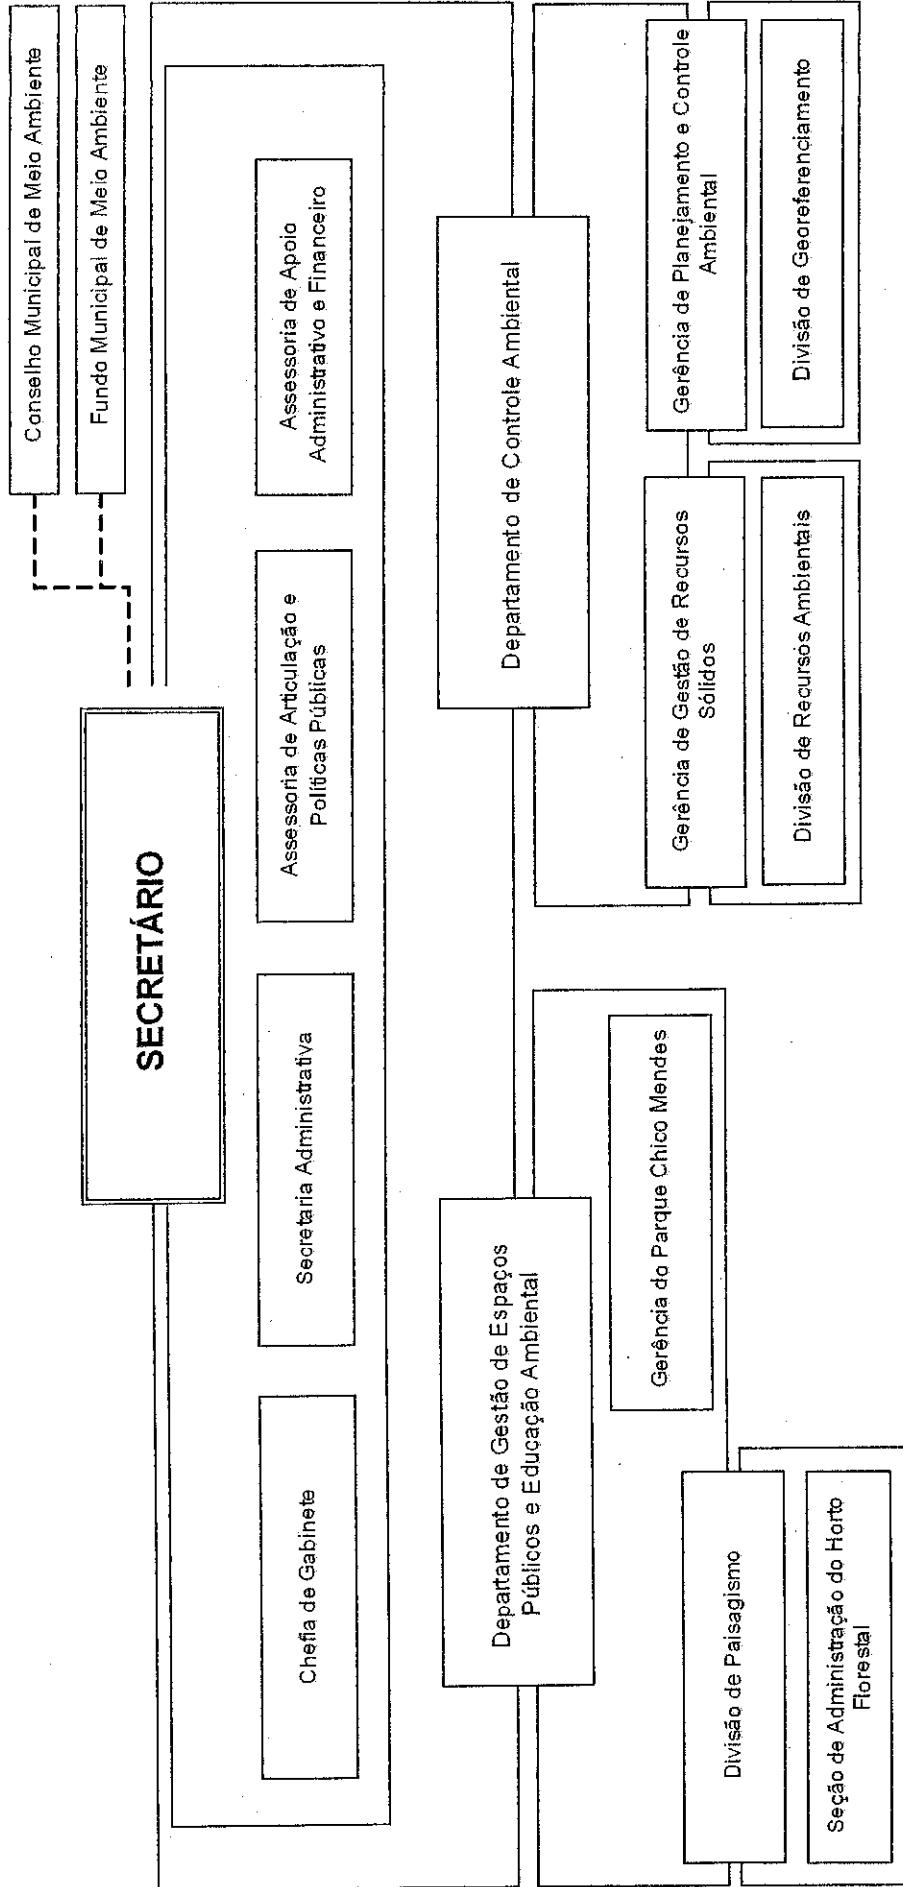 Conselho Municipal de Meio Ambiente
Fundo Municipal de Meio Ambiente
SECRETÁRIO
Chefia de Gabinete
Secretaria Administrativa
Assessoria de Articulação e
Políticas Públicas
Assessoria de Apoio
Administrativo e Financeiro
Departamento de Gestão de Espaços
Públicos e Educação Ambiental
Departamento de Controle Ambiental
Gerência do Parque Chico Mendes
Divisão de Paisagismo
Seção de Administração do Horto
Florestal
Gerência de Gestão de Recursos
Sólidos
Divisão de Recursos Ambientais
Gerência de Planejamento e Controle
Ambiental
Divisão de Georeferenciamento